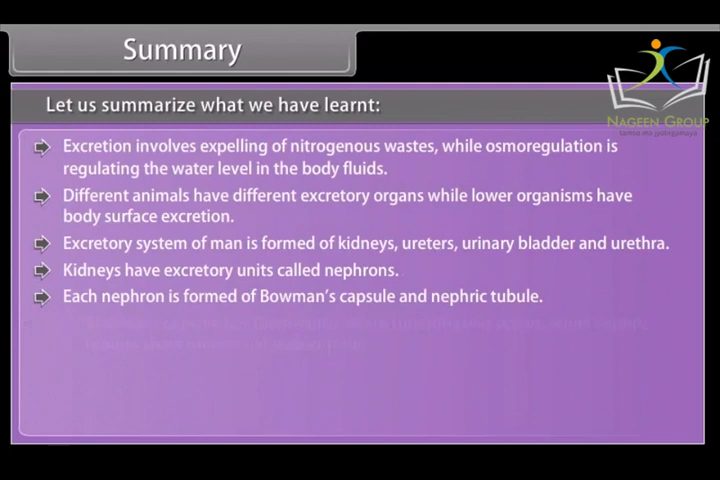 Summary
NAGEEN GROUP
Let us summarize what we have learnt:
Excretion involves expelling of nitrogenous wastes, while osmoregulation is
regulating the water level in the body fluids.
Different animals have different excretory organs while lower organisms have
body surface excretion.
Excretory system of man is formed of kidneys, ureters, urinary bladder and urethra.
Kidneys have excretory units called nephrons.
Each nephron is formed of Bowman's capsule and nephric tubule.